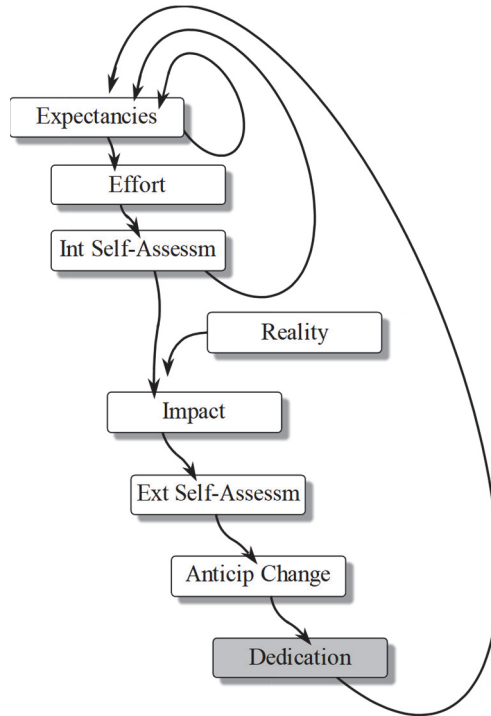 Expectancies
Effort
Int Self-Assessm
Reality
Impact
Ext Self-Assessm
Anticip Change
Dedication